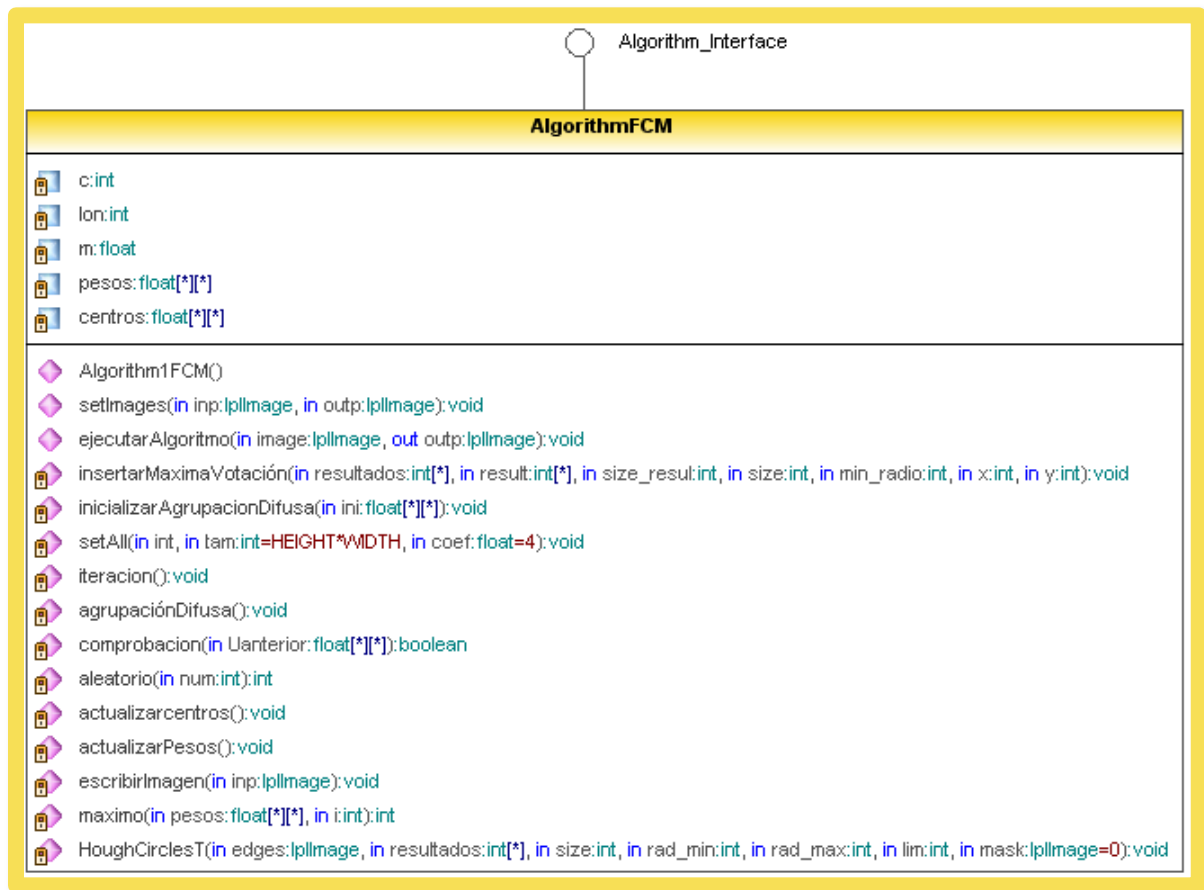 Algorithm_Interface
AlgorithmFCM
c:int
lon:int
m:float
pesos:float[*][*]
centros:float[*][*]
Algorithm1FCM()
setImages(in inp:IplImage, in outp:IplImage):void
ejecutarAlgoritmo(in image:IplImage, out outp:IplImage):void
insertarMaximaVotación(in resultados:int[*], in result:int[*], in size_resul:int, in size:int, in min_radio:int, in x:int, in y:int):void
inicializarAgrupacionDifusa(in ini:float[*][*]):void
setAll(in int, in tam:int=HEIGHT*WIDTH, in coef:float=4):void
iteracion():void
agrupaciónDifusa():void
comprobacion(in Uanterior:float[*][*]):boolean
aleatorio(in num:int):int
actualizarcentros():void
actualizarPesos():void
escribirImagen(in inp:IplImage):void
maximo(in pesos:float[*][*], in i:int):int
HoughCirclesT(in edges:IplImage, in resultados:int[*], in size:int, in rad_min:int, in rad_max:int, in lim:int, in mask:IplImage=0):void